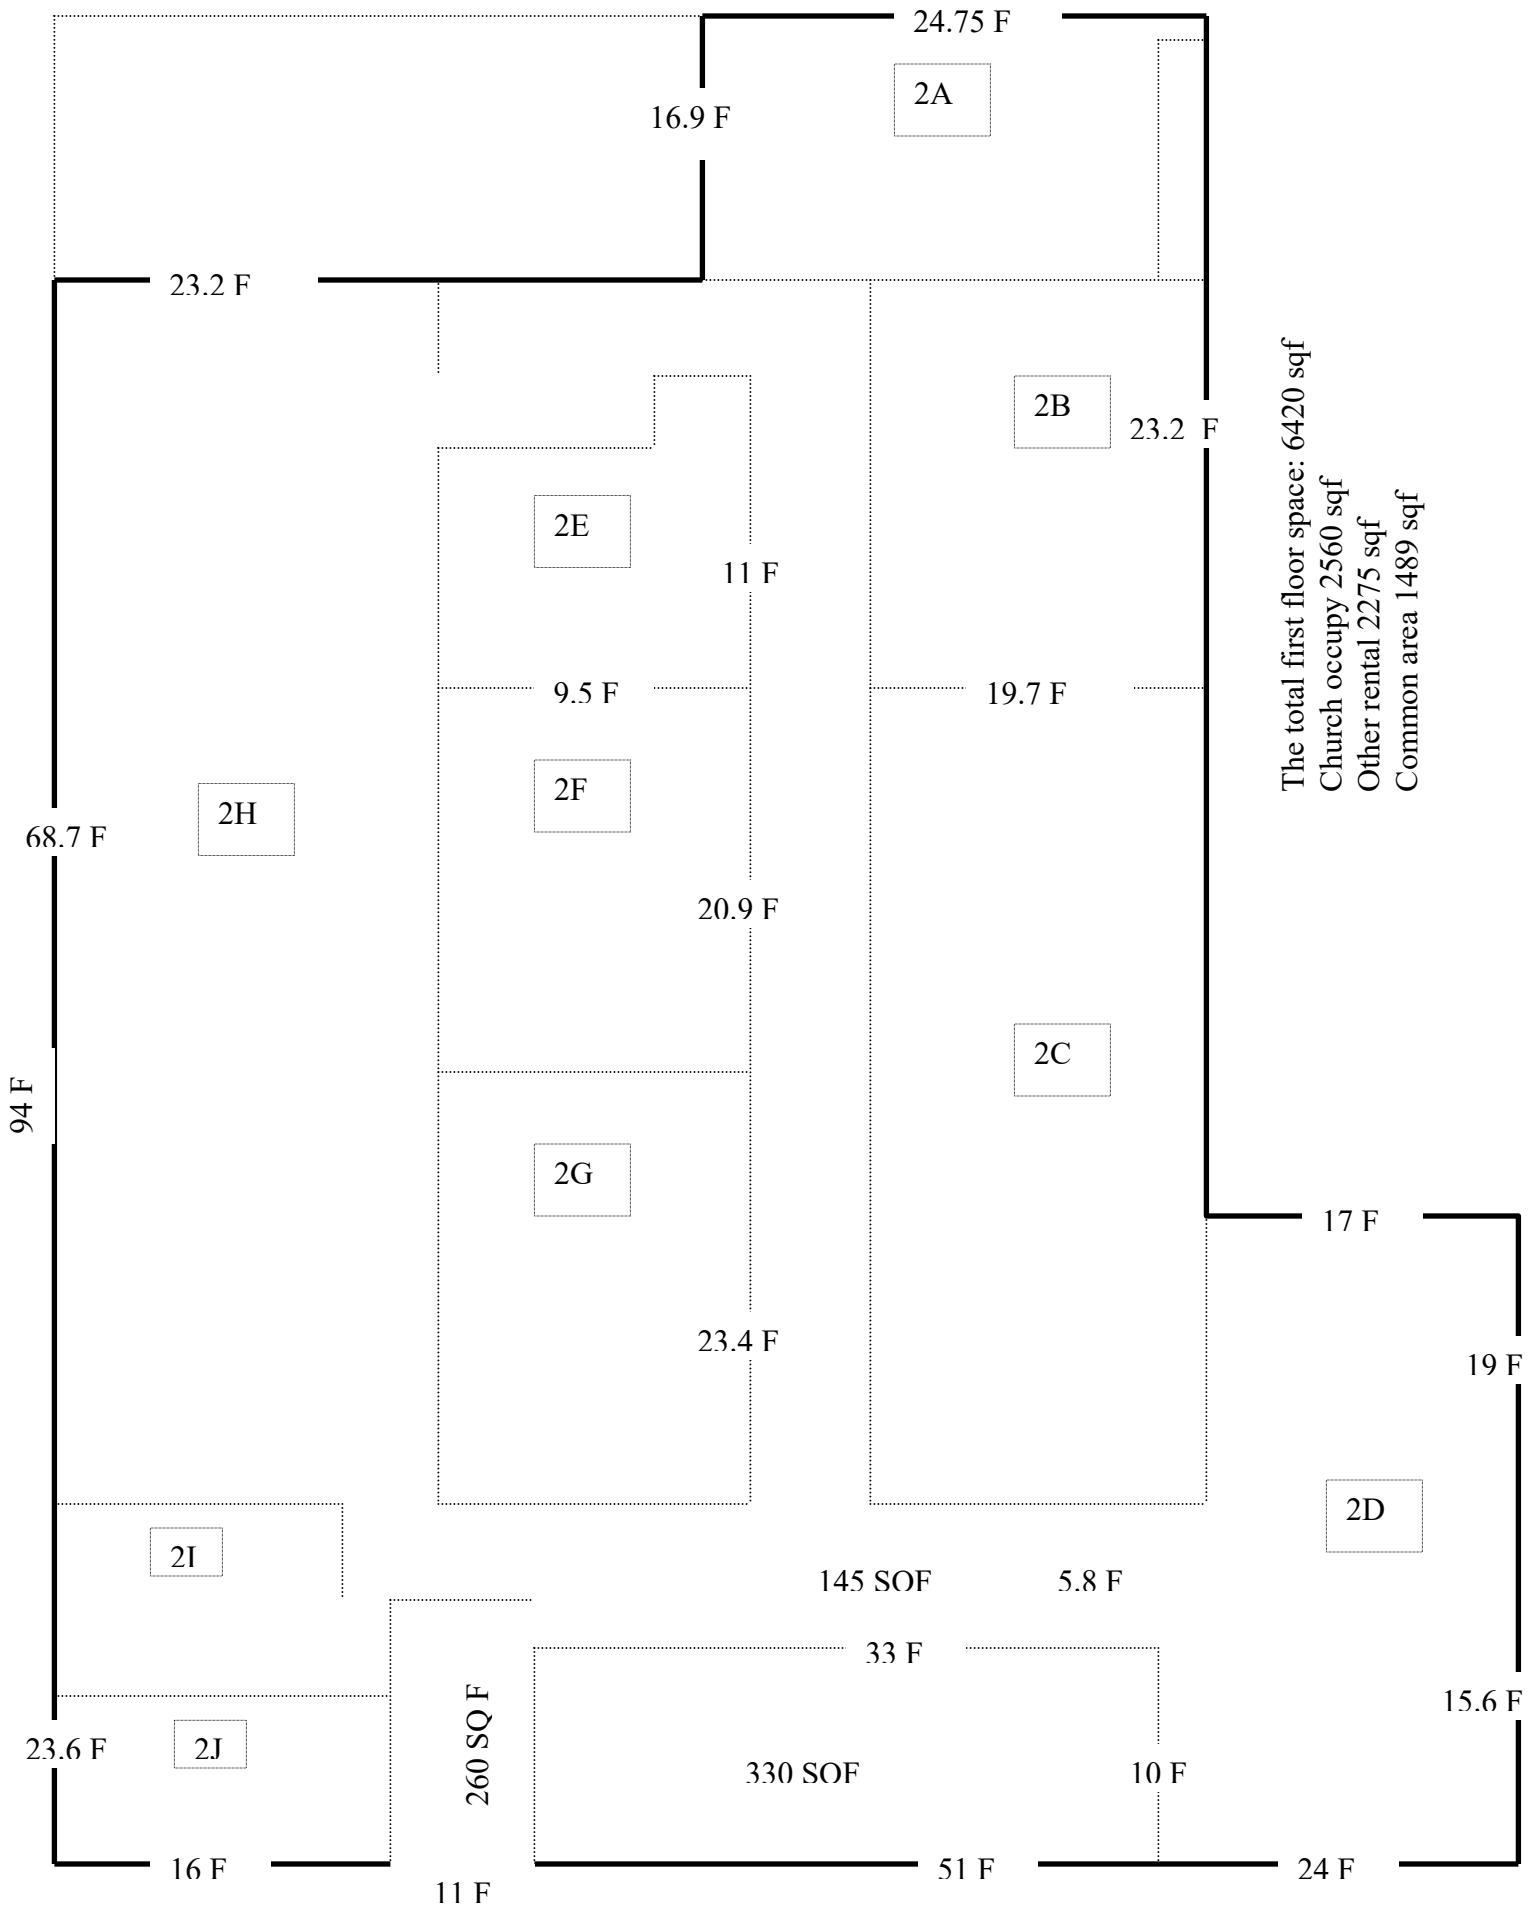 24.75 F
2A
16.9 F
23.2 F
2B
23.2 F
The total first floor space: 6420 sqf
Church occupy 2560 sqf
Other rental 2275 sqf
Common area 1489 sqf
2E
11 F
9.5 F
19.7 F
2F
2H
68.7 F
20.9 F
2C
94 F
2G
17 F
23.4 F
19 F
2D
2I
145 SQF
5.8 F
33 F
260 SQ F
15.6 F
23.6 F
2J
330 SQF
10 F
16 F
51 F
24 F
11 F